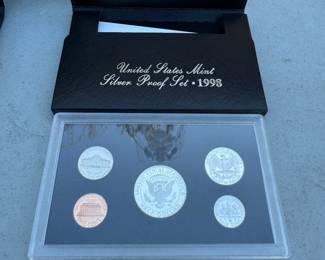 United States Mint
Silver Proof Set • 1998